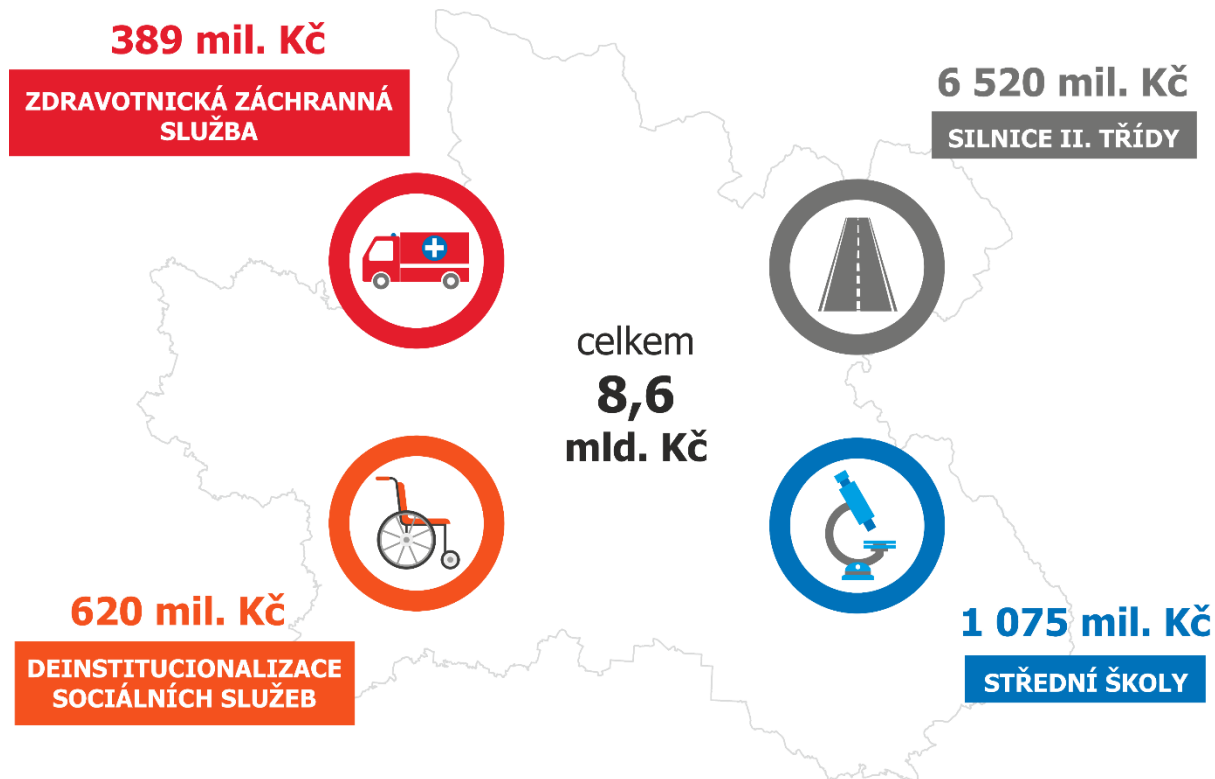 389 mil. Kč
ZDRAVOTNICKÁ ZÁCHRANNÁ
SLUŽBA
6 520 mil. Kč
SILNICE II. TŘÍDY
celkem
8,6
mld. Kč
620 mil. Kč
DEINSTITUCIONALIZACE
SOCIÁLNÍCH SLUŽEB
1 075 mil. Kč
STŘEDNÍ ŠKOLY